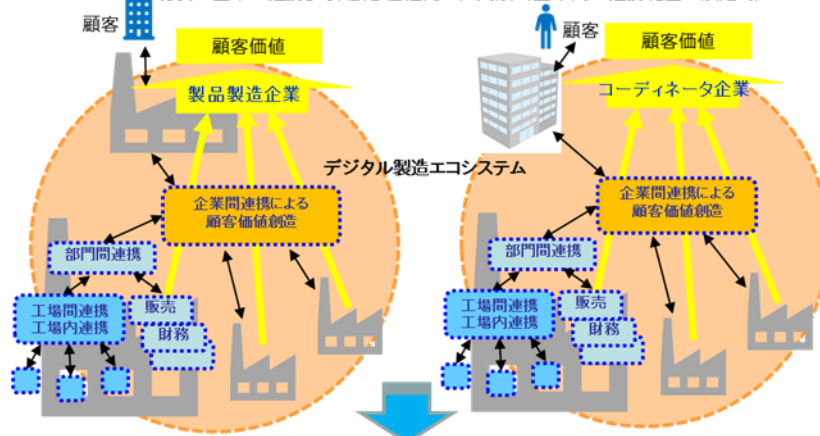 顧客
顧客価値
製品製造企業
デジタル製造エコシステム
企業間連携による
顧客価値創造
部門間連携
工場間連携
工場内連携
販売
財務
顧客
顧客価値
コーディネータ企業
企業間連携による
顧客価値創造
部門間連携
工場間連携
工場内連携
販売
財務